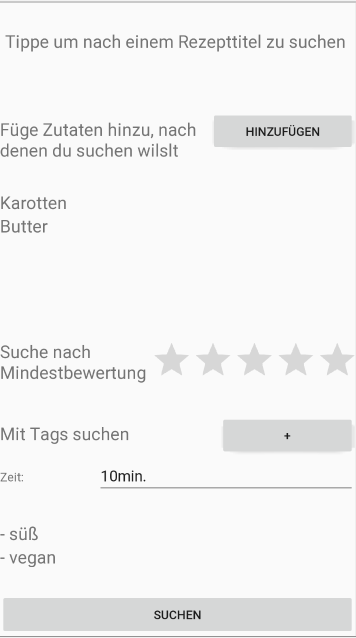 Tippe um nach einem Rezepttitel zu suchen
Füge Zutaten hinzu, nach
denen du suchen wilslt
HINZUFÜGEN
Karotten
Butter
Suche nach
Mindestbewertung
Mit Tags suchen
+
Zeit:
10min.
- süß
- vegan
SUCHEN